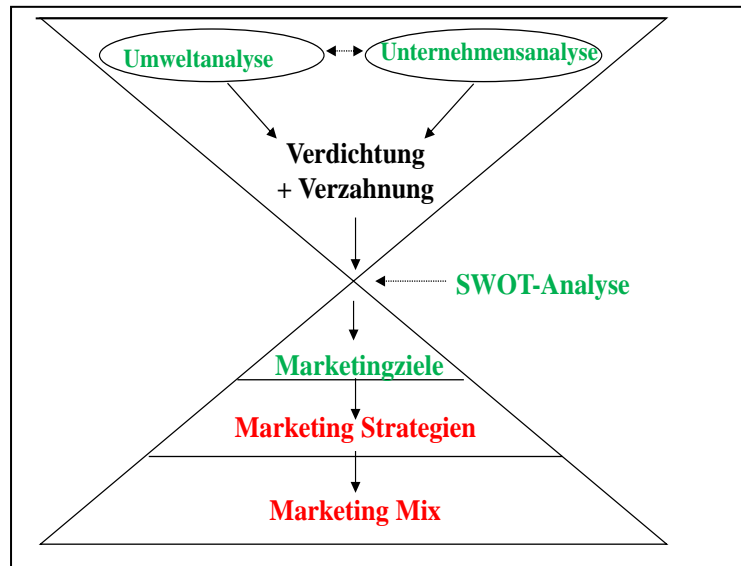 Umweltanalyse
Unternehmensanalyse
Verdichtung
+ Verzahnung
SWOT-Analyse
Marketingziele
Marketing Strategien
Marketing Mix